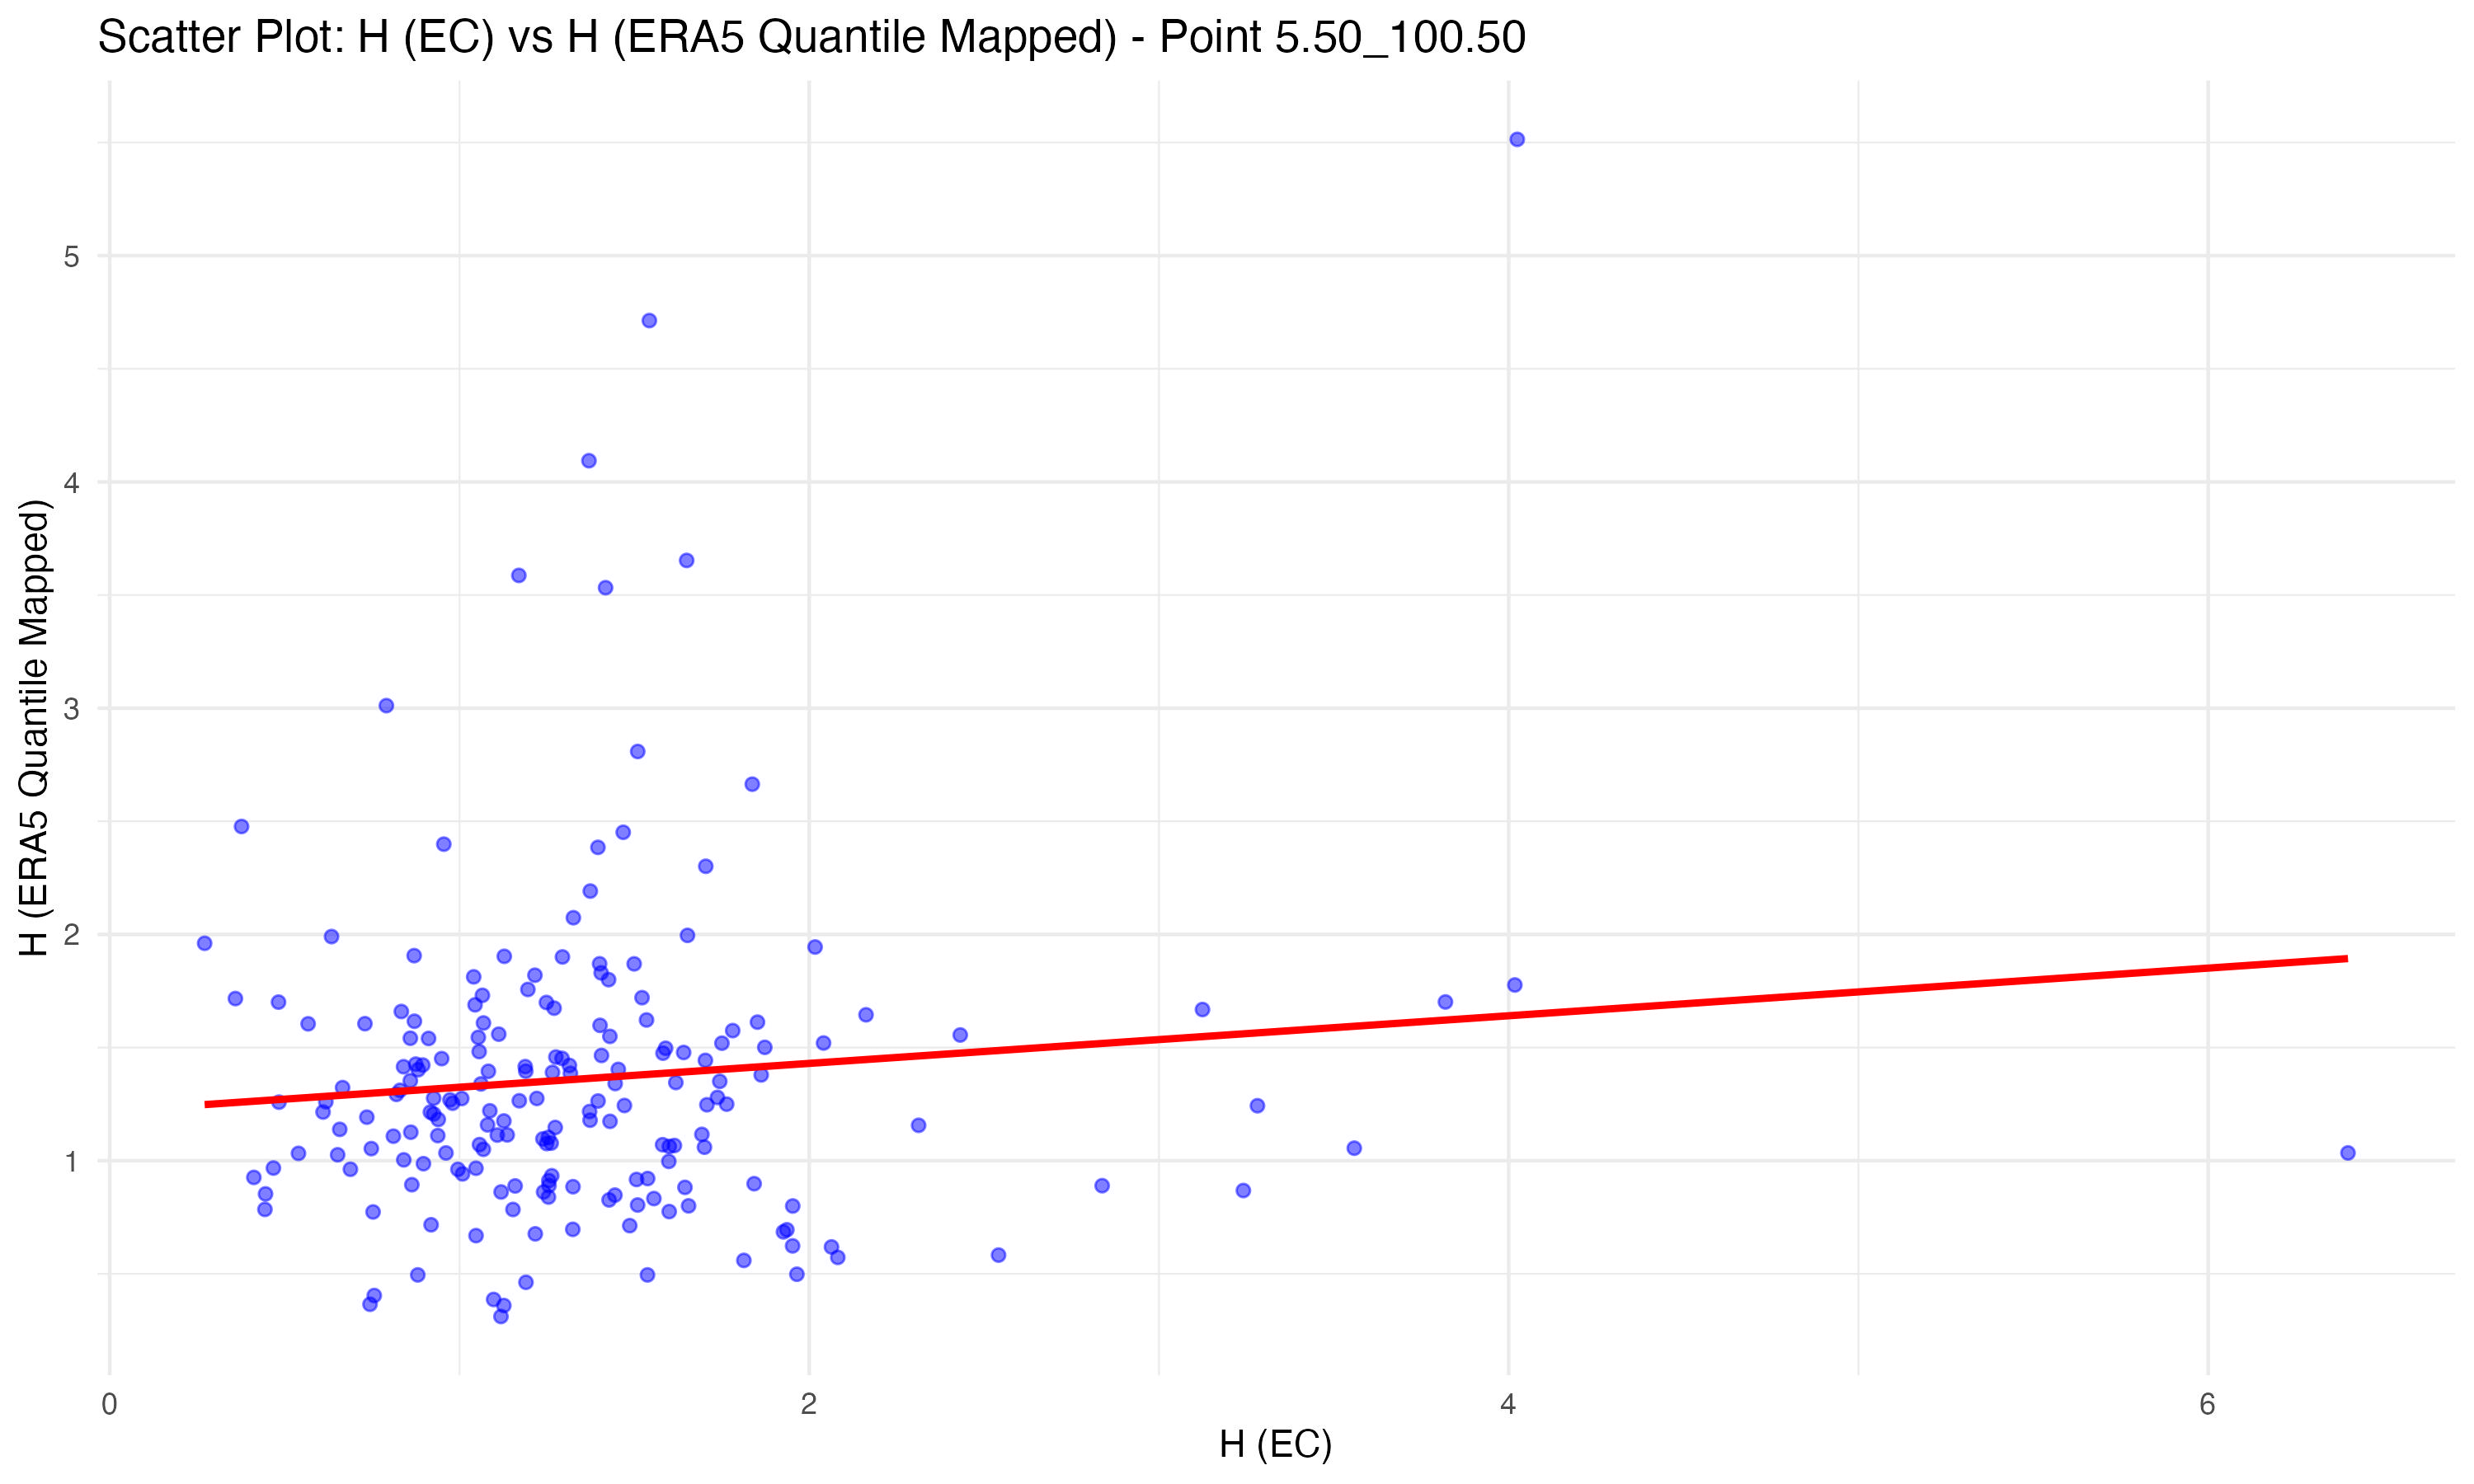 Scatter Plot: H (EC) vs H (ERA5 Quantile Mapped) - Point 5.50_100.50
H (ERA5 Quantile Mapped)
5
4
3
2
1
0 2 4 6
H (EC)